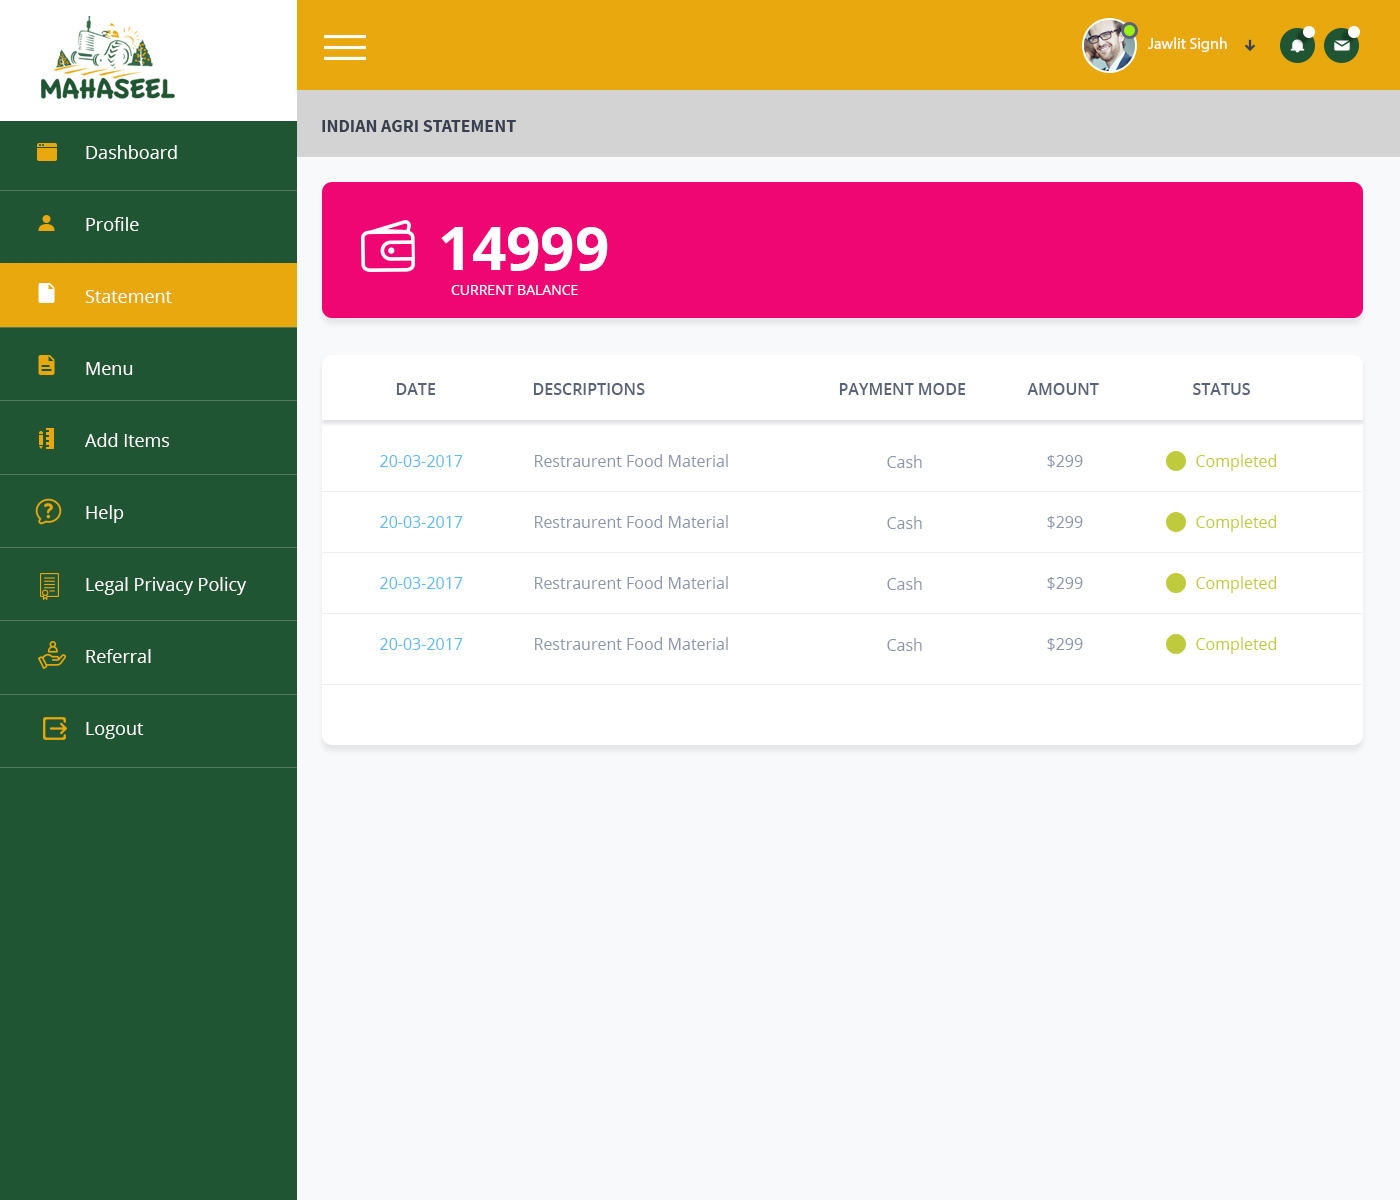 MAHASEEL
Jawlit Signh
INDIAN AGRI STATEMENT
Dashboard
Profile
Statement
Menu
Add Items
Help
Legal Privacy Policy
Referral
Logout
14999
CURRENT BALANCE
DATE DESCRIPTIONS PAYMENT MODE AMOUNT STATUS
20-03-2017 Restraurent Food Material Cash $299 Completed
20-03-2017 Restraurent Food Material Cash $299 Completed
20-03-2017 Restraurent Food Material Cash $299 Completed
20-03-2017 Restraurent Food Material Cash $299 Completed